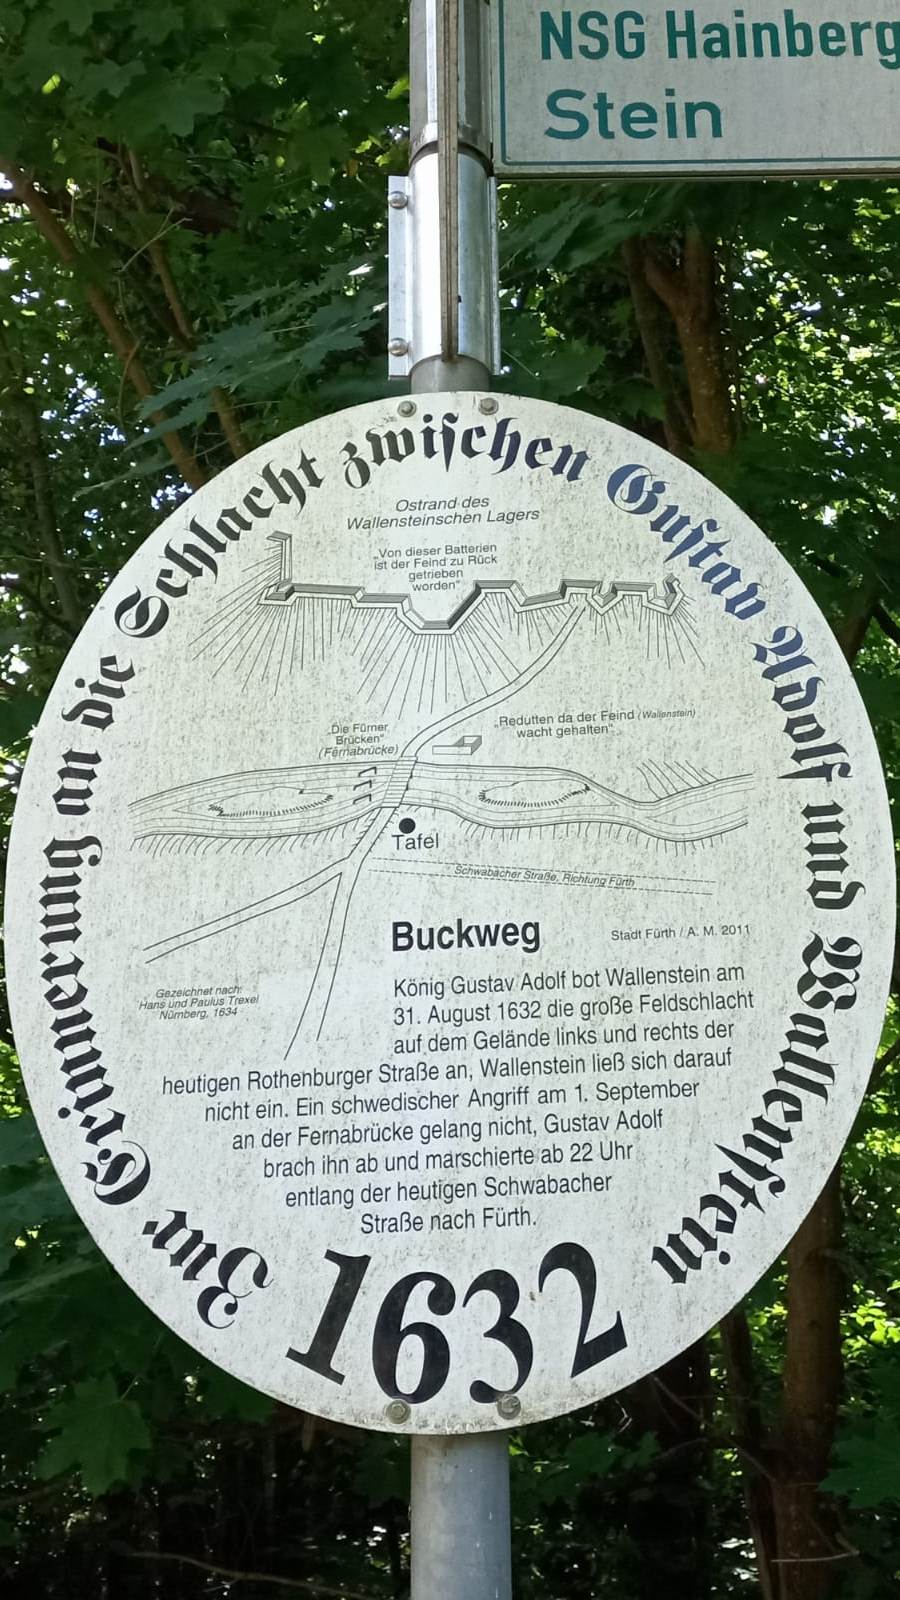 NSG Hainberg
Stein
Zur Erinnerung an die Schlacht zwischen Gustav Adolf und Wallenstein
1632
Ostrand des
Wallensteinschen Lagers
„Von dieser Batterien
ist der Feind zu Rück
getrieben
worden“
„Die Fürner
Brücken“
(Fernabrücke)
„Redutten da der Feind (Wallenstein)
wacht gehalten“
Tafel
Schwabacher Straße, Richtung Fürth
Buckweg
Stadt Fürth / A. M. 2011
Gezeichnet nach:
Hans und Paulus Trexel
Nürnberg, 1634
König Gustav Adolf bot Wallenstein am
31. August 1632 die große Feldschlacht
auf dem Gelände links und rechts der
heutigen Rothenburger Straße an, Wallenstein ließ sich darauf
nicht ein. Ein schwedischer Angriff am 1. September
an der Fernabrücke gelang nicht, Gustav Adolf
brach ihn ab und marschierte ab 22 Uhr
entlang der heutigen Schwabacher
Straße nach Fürth.